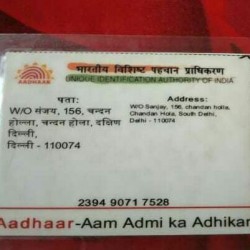 भारतीय विशिष्ट पहचान प्राधिकरण
UNIQUE IDENTIFICATION AUTHORITY OF INDIA
AADHAAR
पता:
W/O संजय, 156, चन्दन
होल्ला, चन्दन होला, दक्षिण
दिल्ली,
दिल्ली - 110074
Address:
W/O Sanjay, 156, chandan holla,
Chandan Hola, South Delhi,
Delhi - 110074
2394 9071 7528
Aadhaar-Aam Admi ka Adhikar